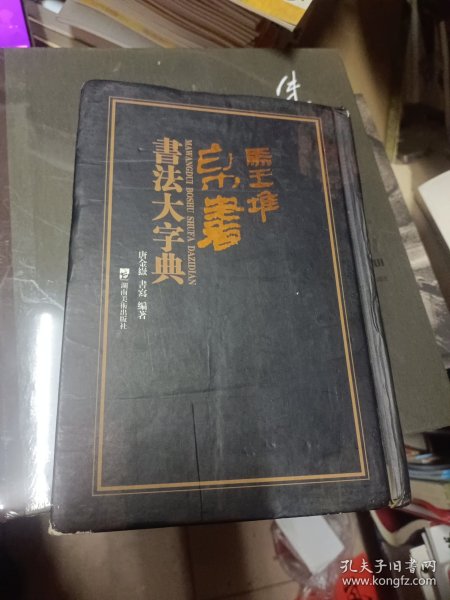 馬王堆
帛書
MAWANGDUI BOSHU SHUFA DAZIDIAN
書法大字典
唐金嶽 書寫 編著
湖南美術出版社
孔夫子旧书网
www.kongfz.com